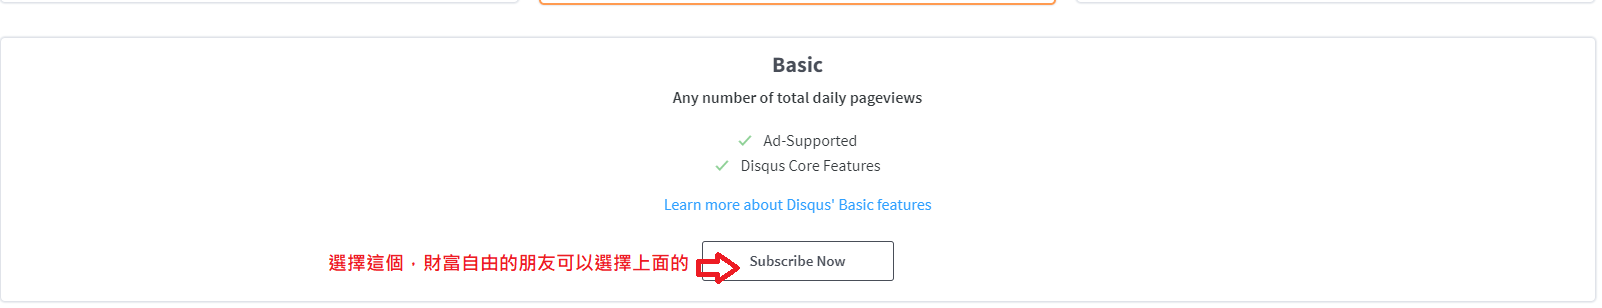 Basic
Any number of total daily pageviews
Ad-Supported
Disqus Core Features
Learn more about Disqus' Basic features
選擇這個，財富自由的朋友可以選擇上面的
Subscribe Now